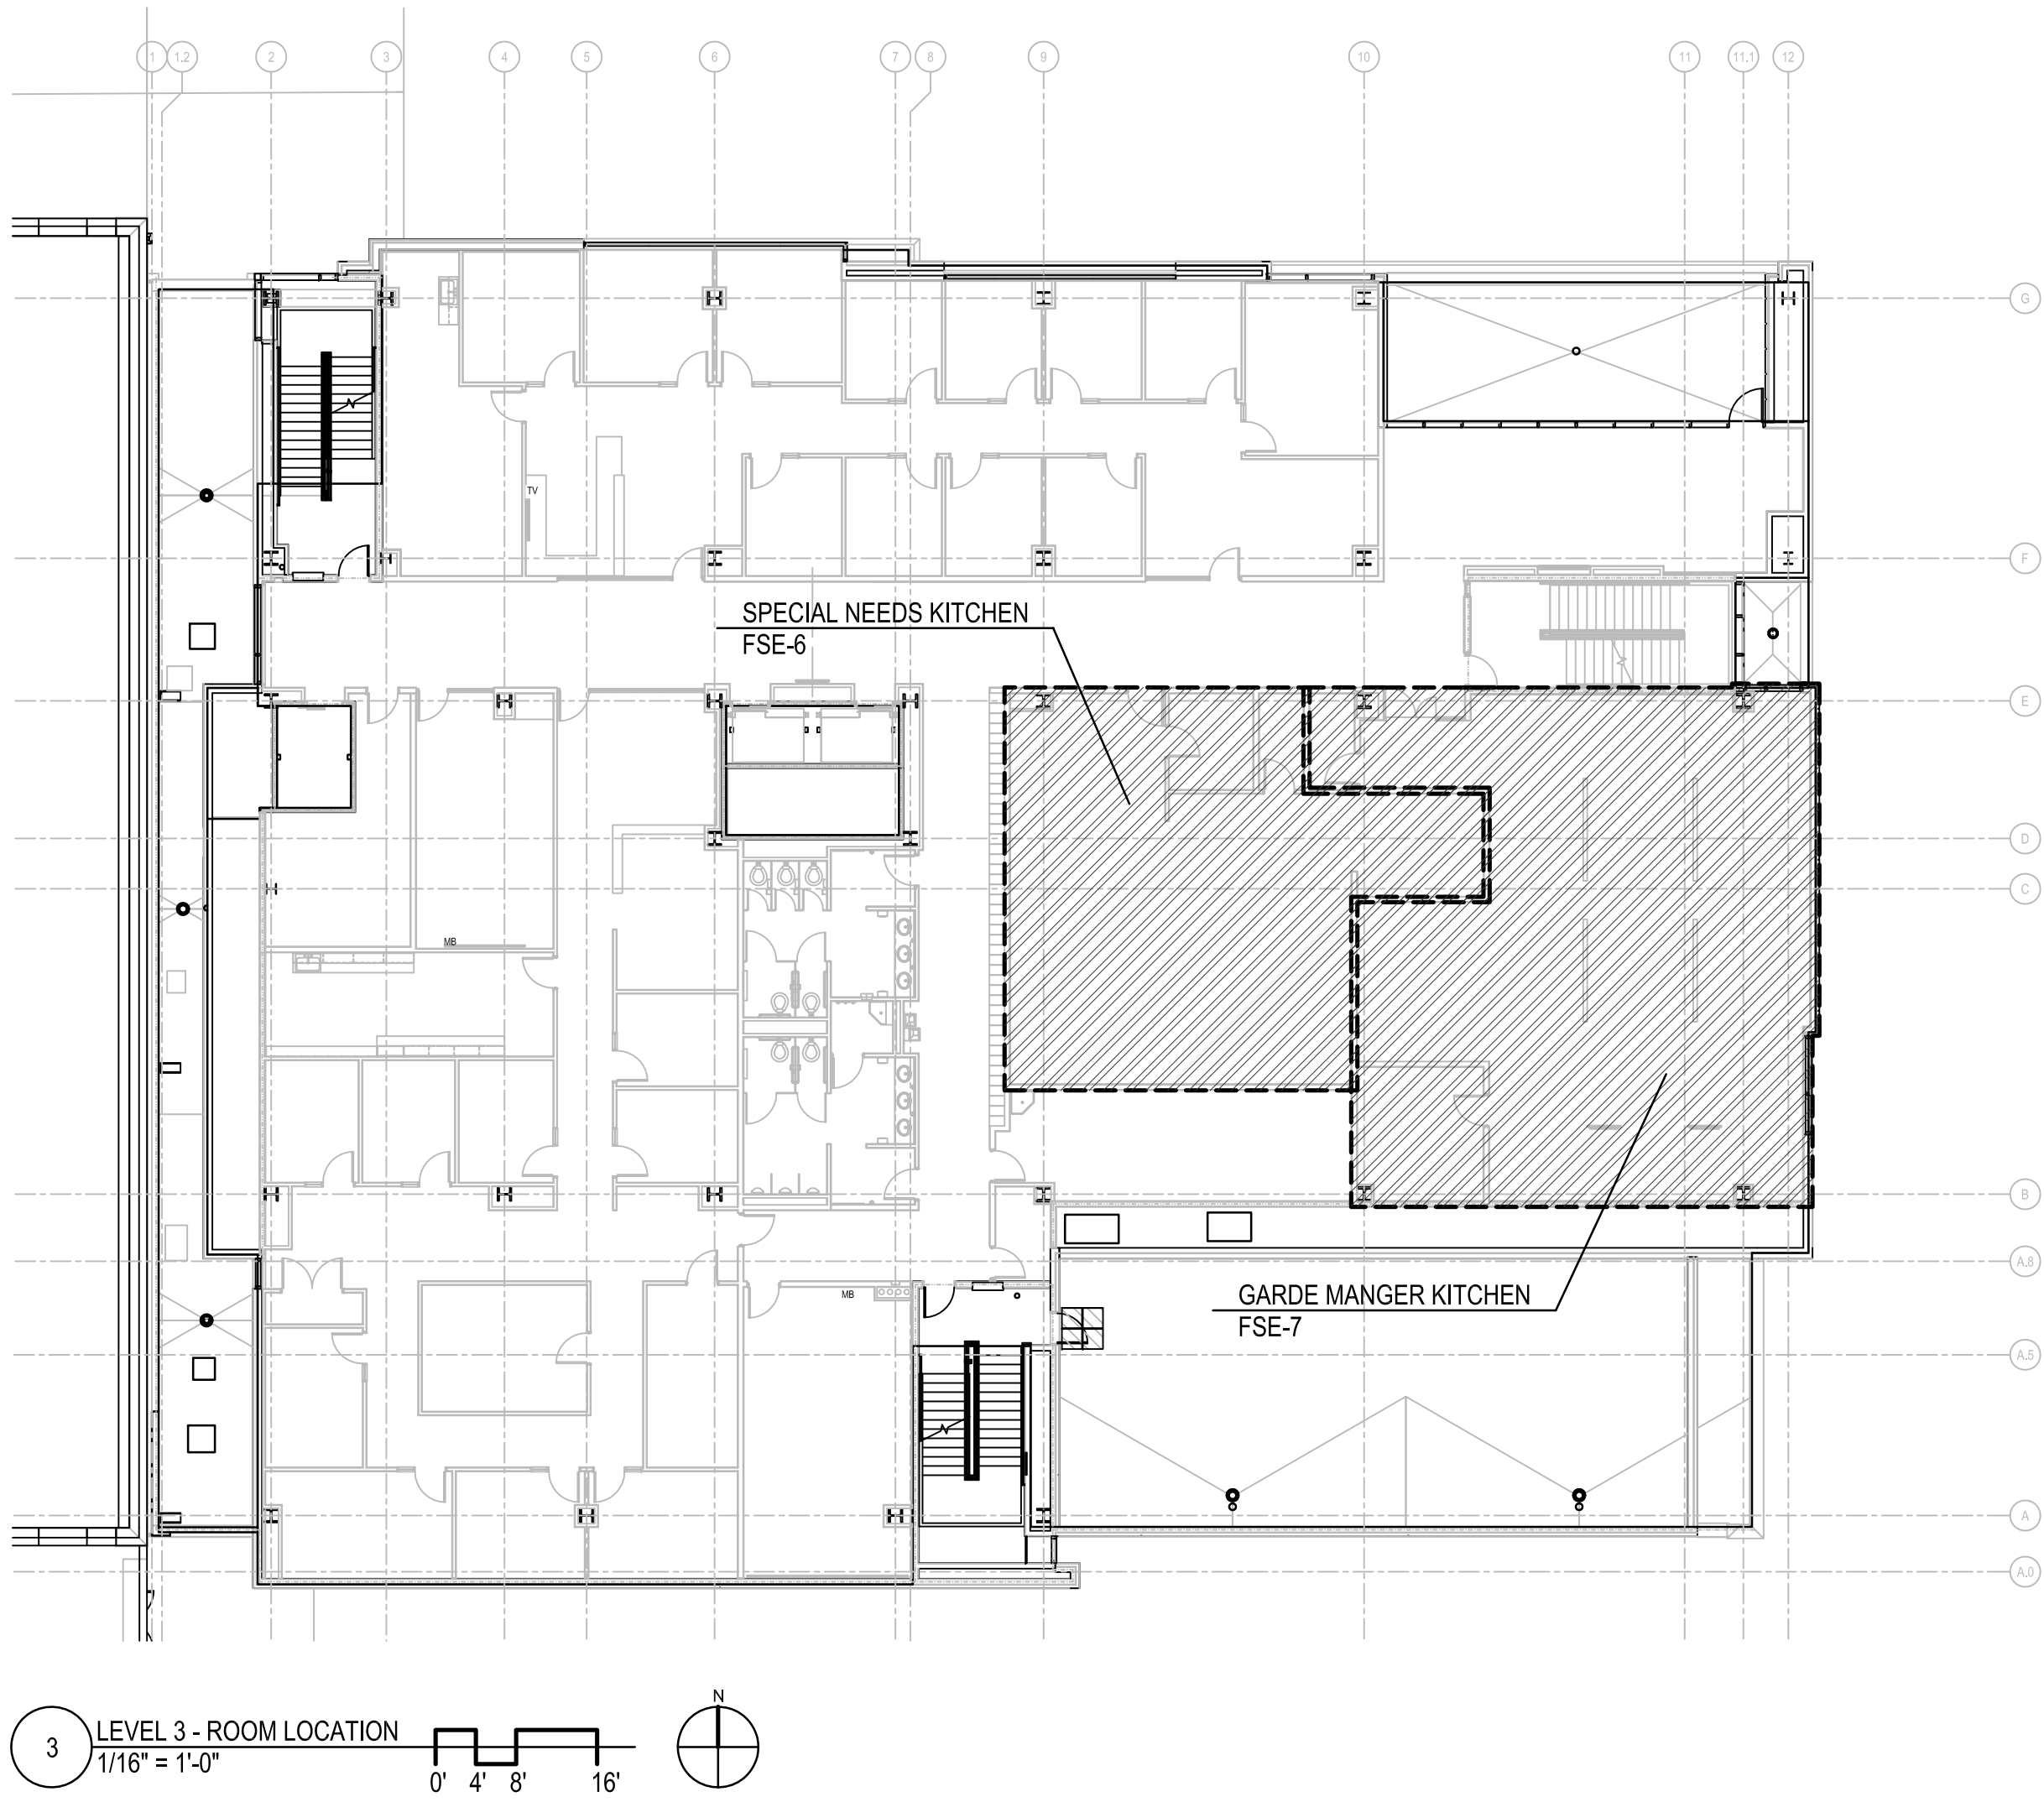 1
1.2
2
3
4
5
6
7
8
9
10
11
11.1
12
G
TV
F
SPECIAL NEEDS KITCHEN
FSE-6
E
D
C
MB
B
A.8
GARDE MANGER KITCHEN
FSE-7
MB
A.5
A
A.0
N
3
LEVEL 3 - ROOM LOCATION
1/16" = 1'-0"
0' 4' 8' 16'